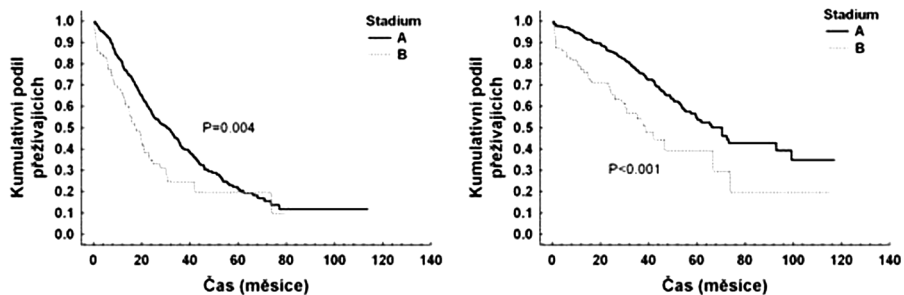 Stadium
A
B
1.0
0.9
0.8
0.7
0.6
0.5
0.4
0.3
0.2
0.1
0.0
Kumulativní podíl
přežívajících
P=0.004
0 20 40 60 80 100 120 140
Čas (měsíce)
Stadium
A
B
1.0
0.9
0.8
0.7
0.6
0.5
0.4
0.3
0.2
0.1
0.0
Kumulativní podíl
přežívajících
P<0.001
0 20 40 60 80 100 120 140
Čas (měsíce)